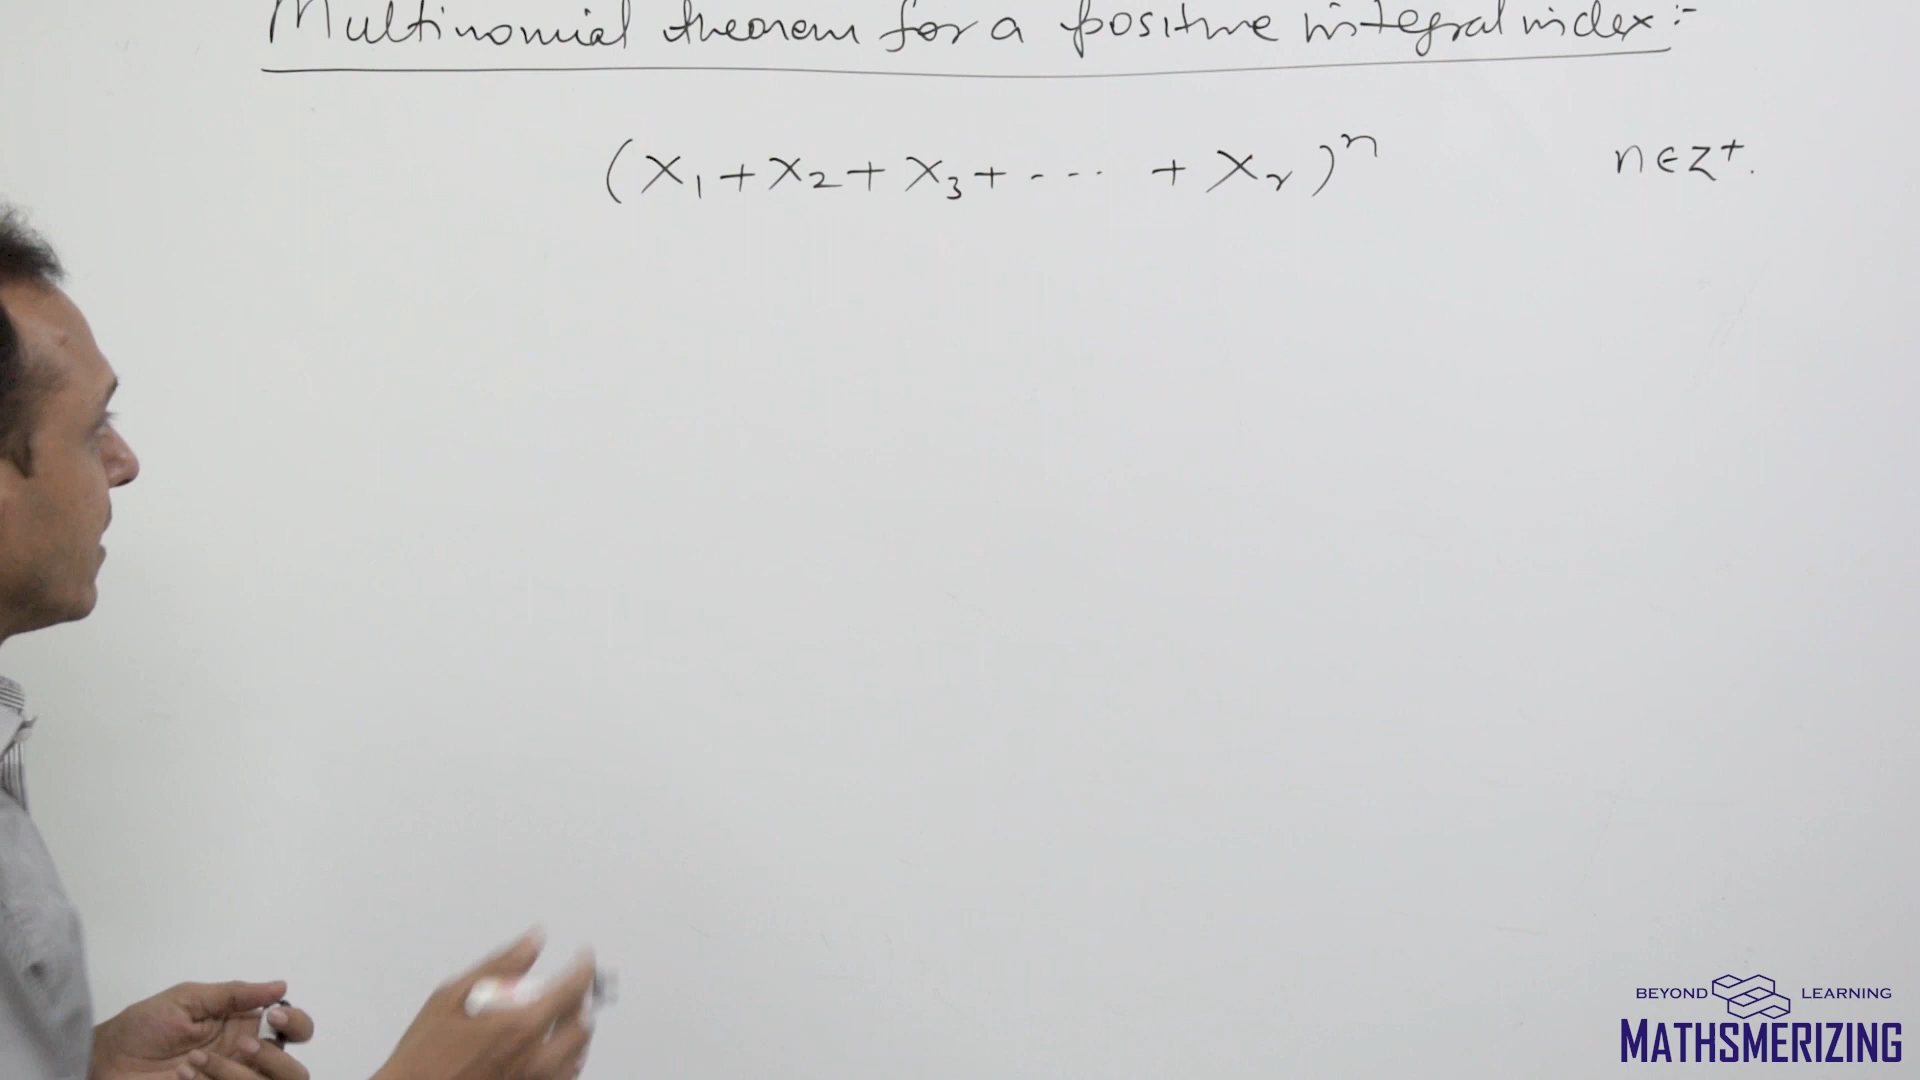 Multinomial theorem for a positive integral index :-
(x₁ + x₂ + x₃ + - - - - + xᵣ)ⁿ n ∈ Z⁺.
BEYOND LEARNING
MATHSMERIZING